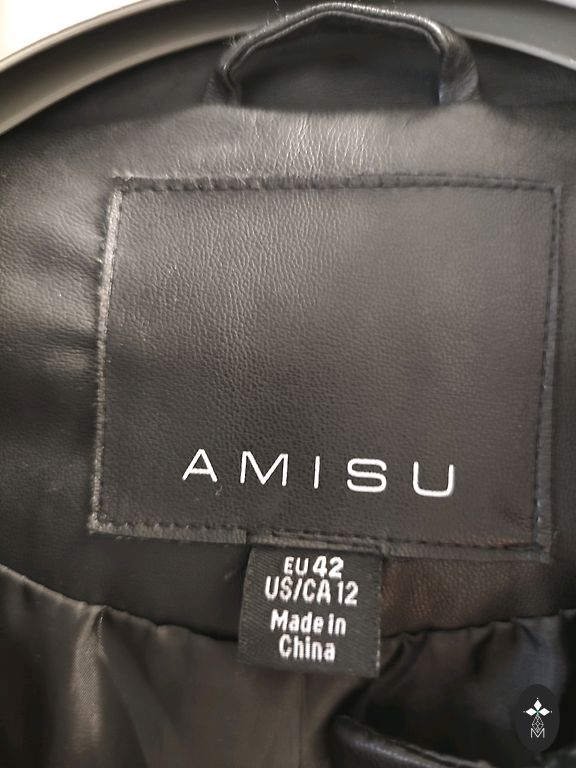 AMISU
EU 42
US/CA 12
Made in
China
M